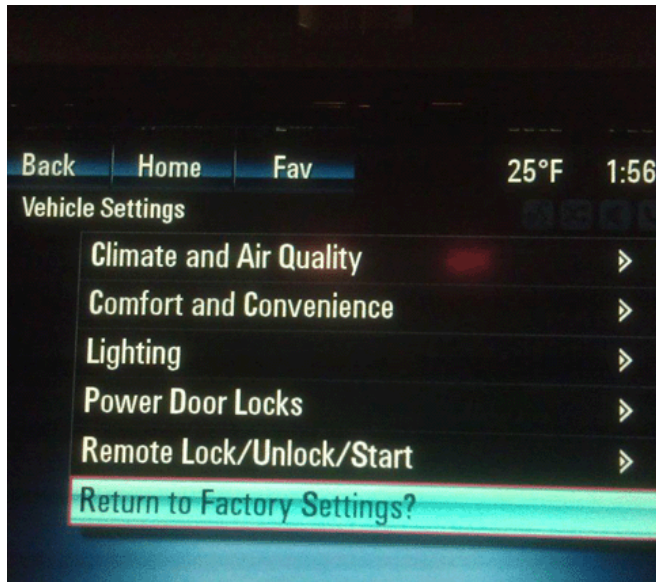 Back Home Fav 25°F 1:56
Vehicle Settings
Climate and Air Quality
Comfort and Convenience
Lighting
Power Door Locks
Remote Lock/Unlock/Start
Return to Factory Settings?